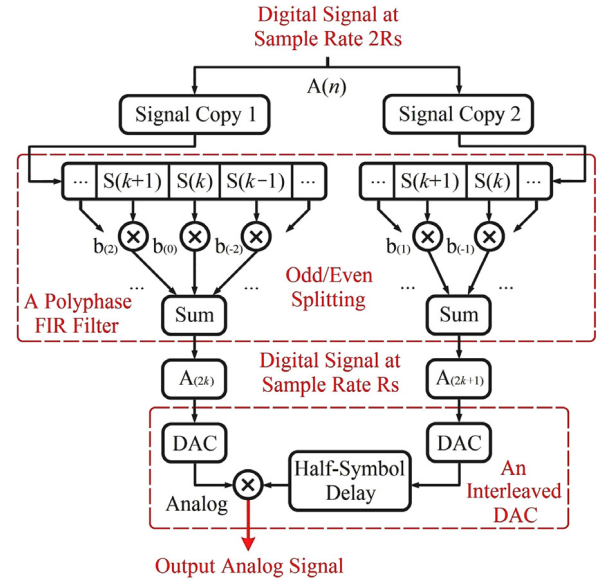 Digital Signal at
Sample Rate 2Rs
A(n)
Signal Copy 1
Signal Copy 2
... S(k+1) S(k) S(k-1) ...
... S(k+1) S(k) ...
b(2) b(0) b(-2)
b(1) b(-1)
... ...
... ...
Odd/Even
Splitting
A Polyphase
FIR Filter
Sum
Sum
Digital Signal at
Sample Rate Rs
A(2k)
A(2k+1)
DAC
DAC
Half-Symbol
Delay
Analog
An
Interleaved
DAC
Output Analog Signal